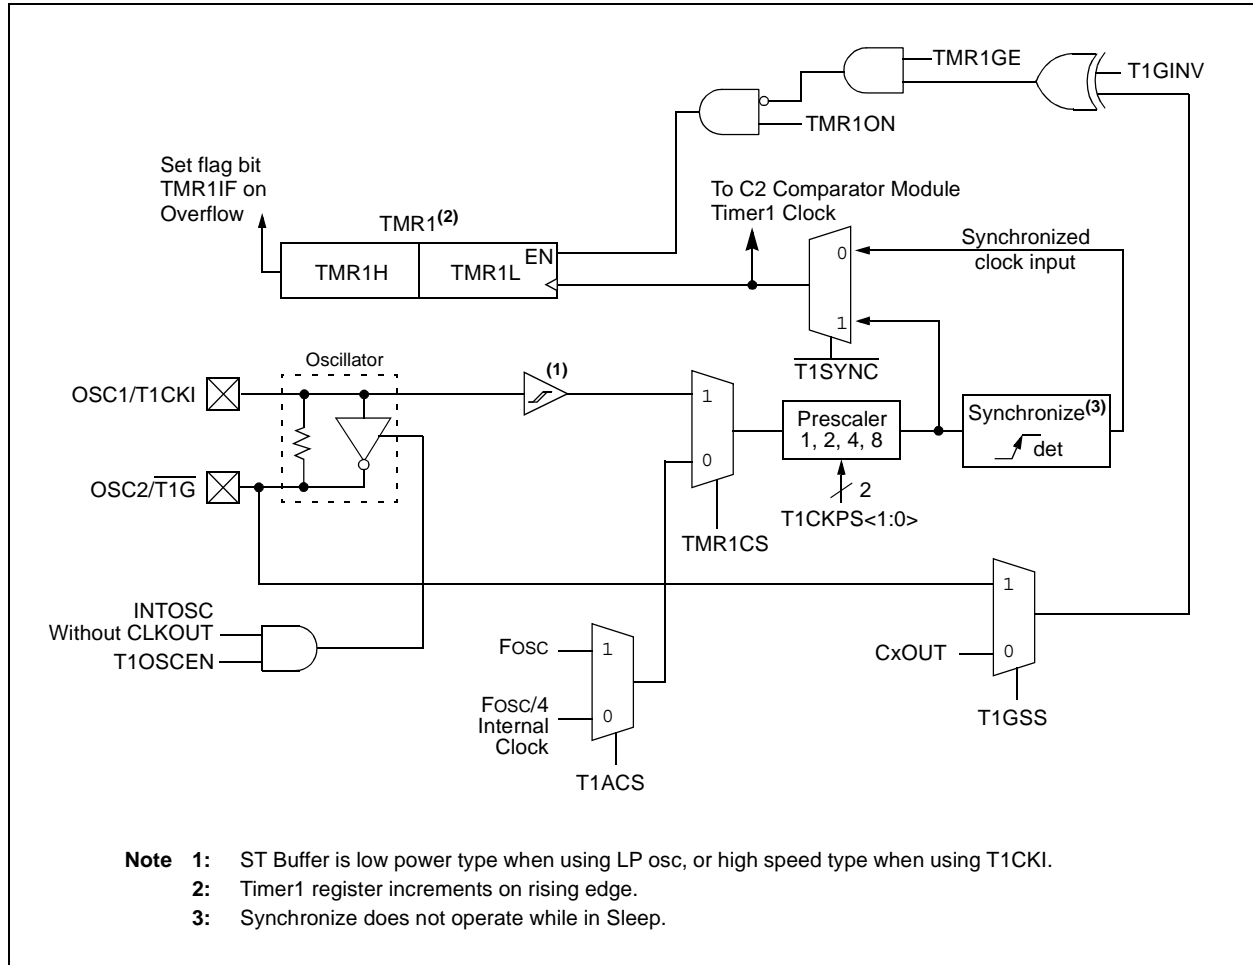 TMR1GE
T1GINV
TMR1ON
Set flag bit
TMR1IF on
Overflow
To C2 Comparator Module
Timer1 Clock
TMR1(2)
EN
TMR1H
TMR1L
0
1
Synchronized
clock input
T1SYNC
Oscillator
(1)
OSC1/T1CKI
OSC2/T1G
1
0
TMR1CS
Prescaler
1, 2, 4, 8
2
T1CKPS<1:0>
Synchronize(3)
det
INTOSC
Without CLKOUT
T1OSCEN
FOSC
1
FOSC/4
Internal
Clock
0
T1ACS
1
CxOUT
0
T1GSS
Note 1: ST Buffer is low power type when using LP osc, or high speed type when using T1CKI.
2: Timer1 register increments on rising edge.
3: Synchronize does not operate while in Sleep.